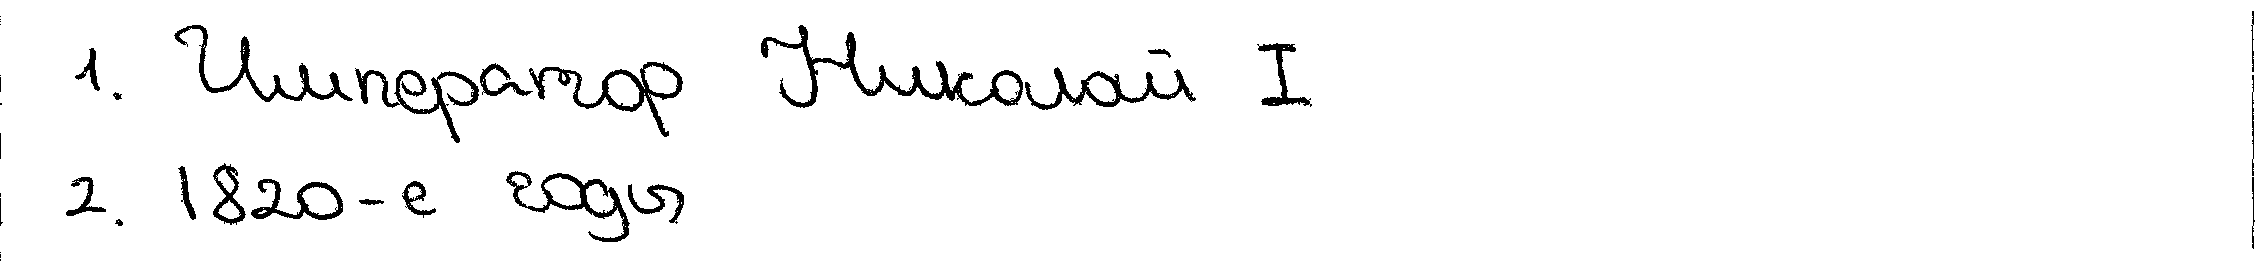 1. Император Николай I
2. 1820-е годы